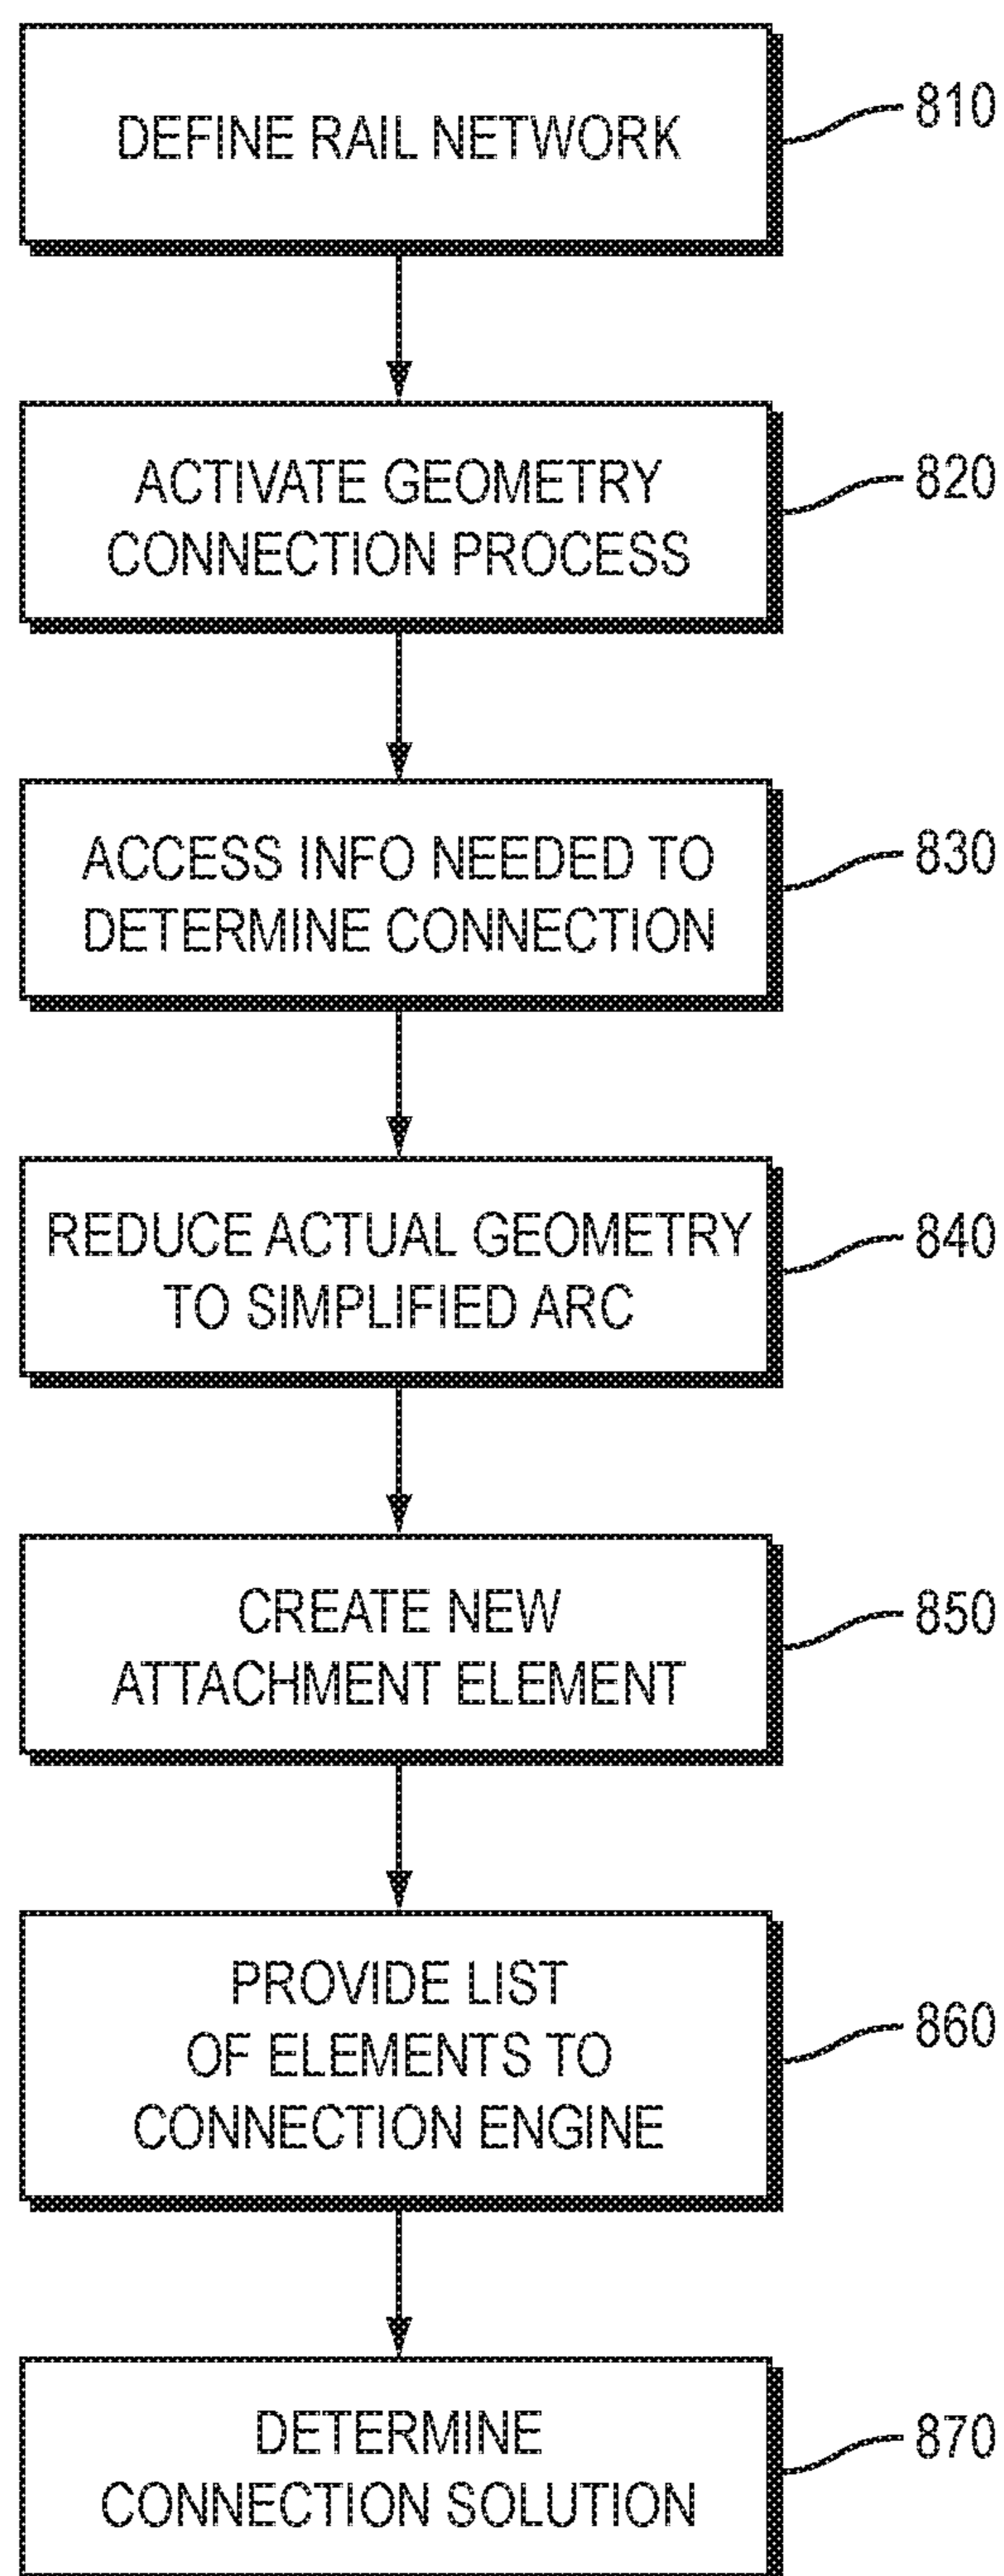 DEFINE RAIL NETWORK
810
ACTIVATE GEOMETRY
CONNECTION PROCESS
820
ACCESS INFO NEEDED TO
DETERMINE CONNECTION
830
REDUCE ACTUAL GEOMETRY
TO SIMPLIFIED ARC
840
CREATE NEW
ATTACHMENT ELEMENT
850
PROVIDE LIST
OF ELEMENTS TO
CONNECTION ENGINE
860
DETERMINE
CONNECTION SOLUTION
870